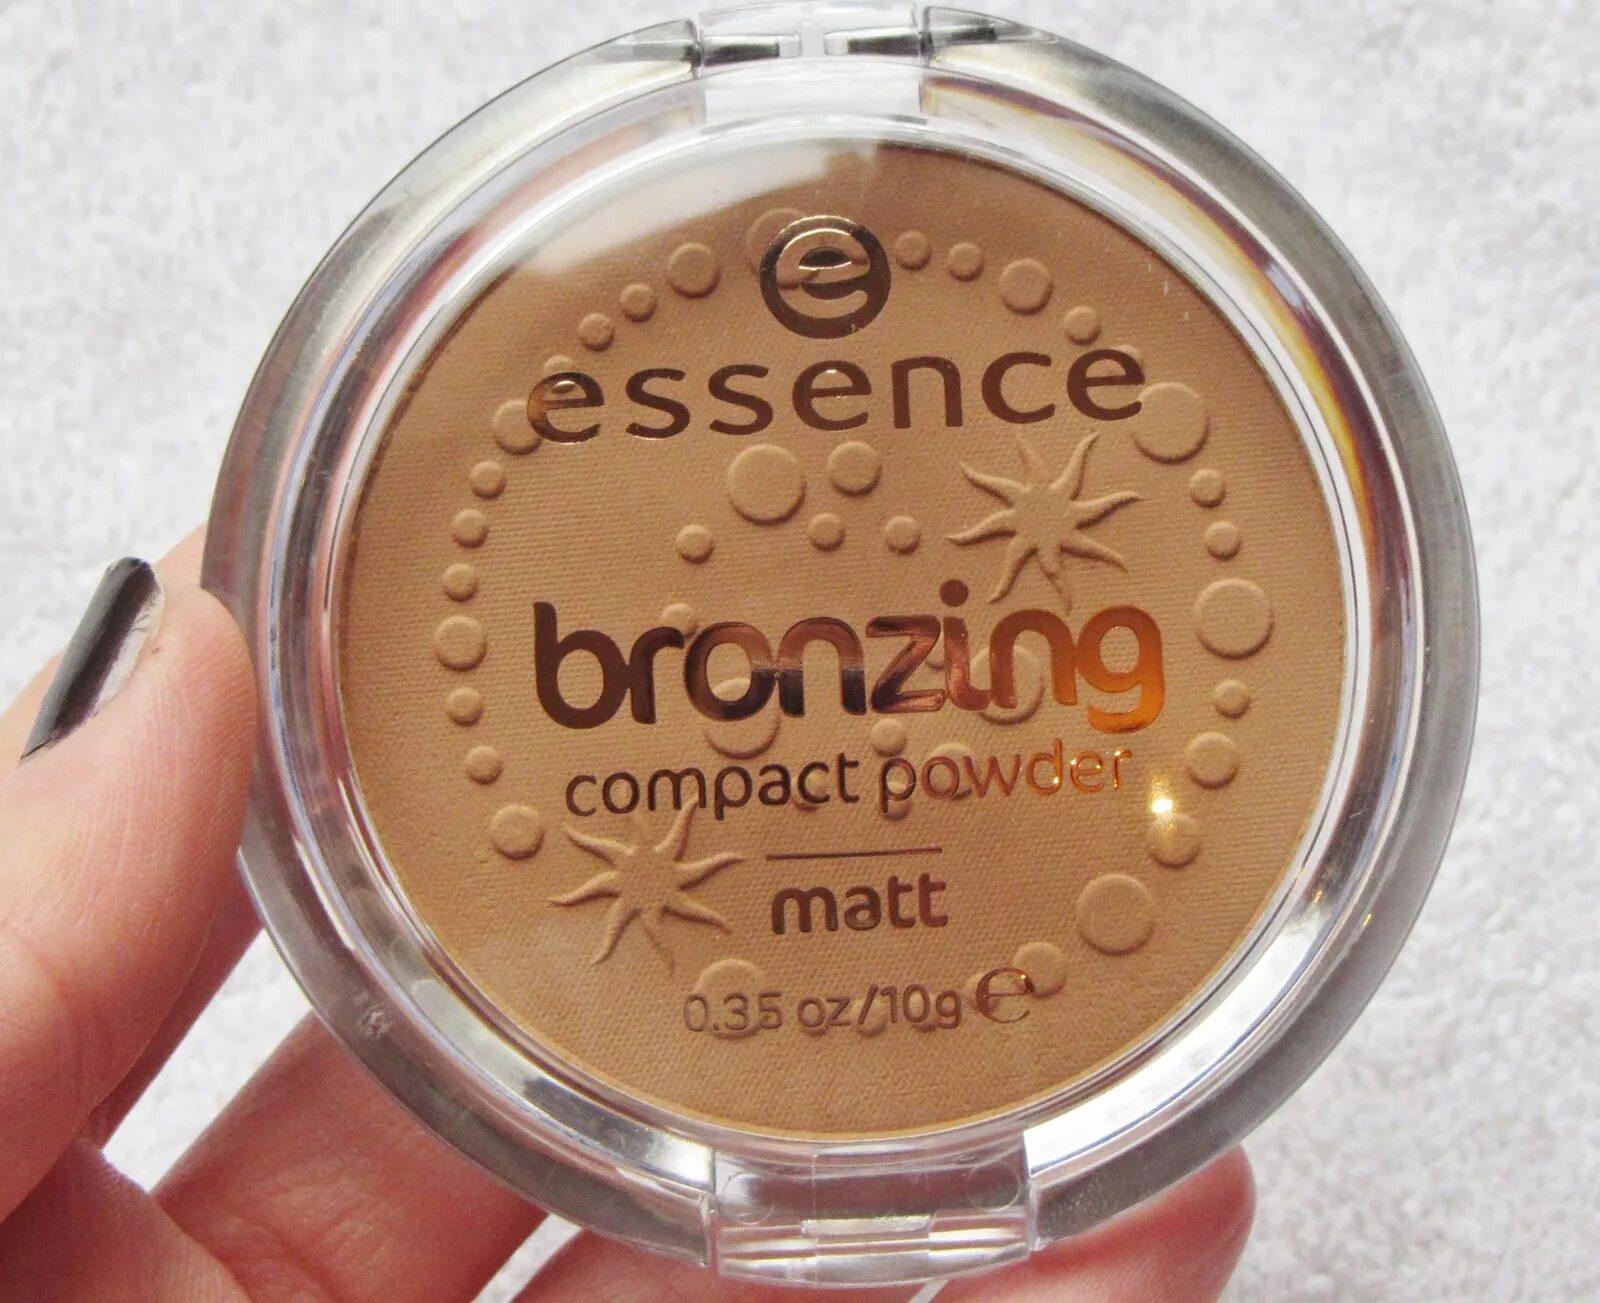 e
essence
bronzing
compact powder
matt
0.35 oz/10g ℮